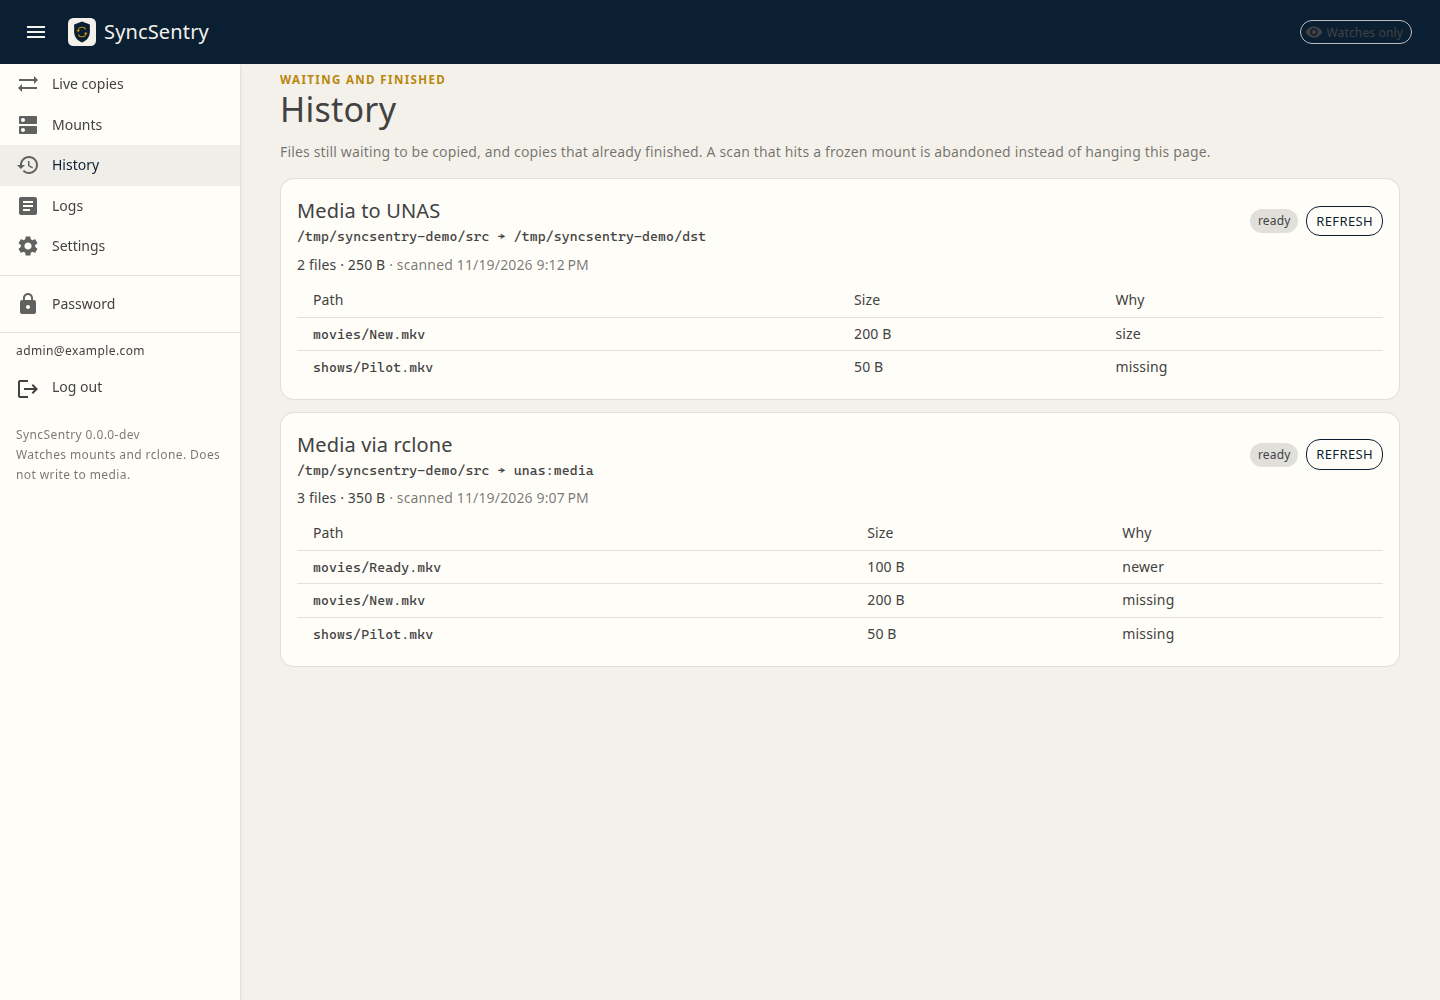 SyncSentry
Watches only
Live copies
Mounts
History
Logs
Settings
Password
admin@example.com
Log out
SyncSentry 0.0.0-dev
Watches mounts and rclone. Does
not write to media.
WAITING AND FINISHED
History
Files still waiting to be copied, and copies that already finished. A scan that hits a frozen mount is abandoned instead of hanging this page.
Media to UNAS
/tmp/syncsentry-demo/src → /tmp/syncsentry-demo/dst
ready REFRESH
2 files · 250 B · scanned 11/19/2026 9:12 PM
Path Size Why
movies/New.mkv 200 B size
shows/Pilot.mkv 50 B missing
Media via rclone
/tmp/syncsentry-demo/src → unas:media
ready REFRESH
3 files · 350 B · scanned 11/19/2026 9:07 PM
Path Size Why
movies/Ready.mkv 100 B newer
movies/New.mkv 200 B missing
shows/Pilot.mkv 50 B missing